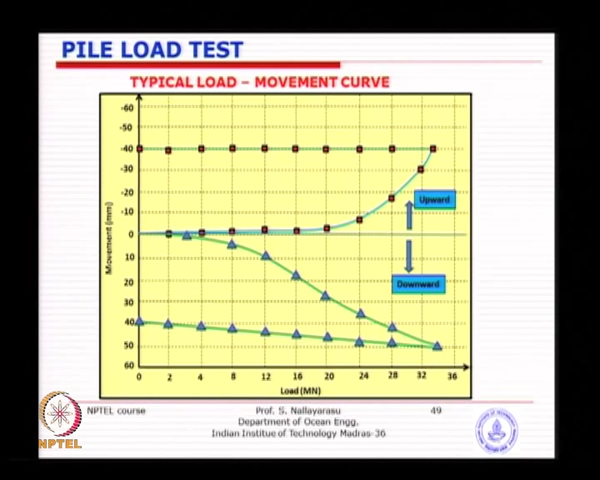 PILE LOAD TEST
TYPICAL LOAD – MOVEMENT CURVE
-60
-50
-40
-30
-20
-10
0
10
20
30
40
50
60
Movement (mm)
Upward
Downward
0 2 4 8 12 16 20 24 28 32 36
Load (MN)
NPTEL course
Prof. S. Nallayarasu
49
Department of Ocean Engg.
Indian Institue of Technology Madras-36
NPTEL